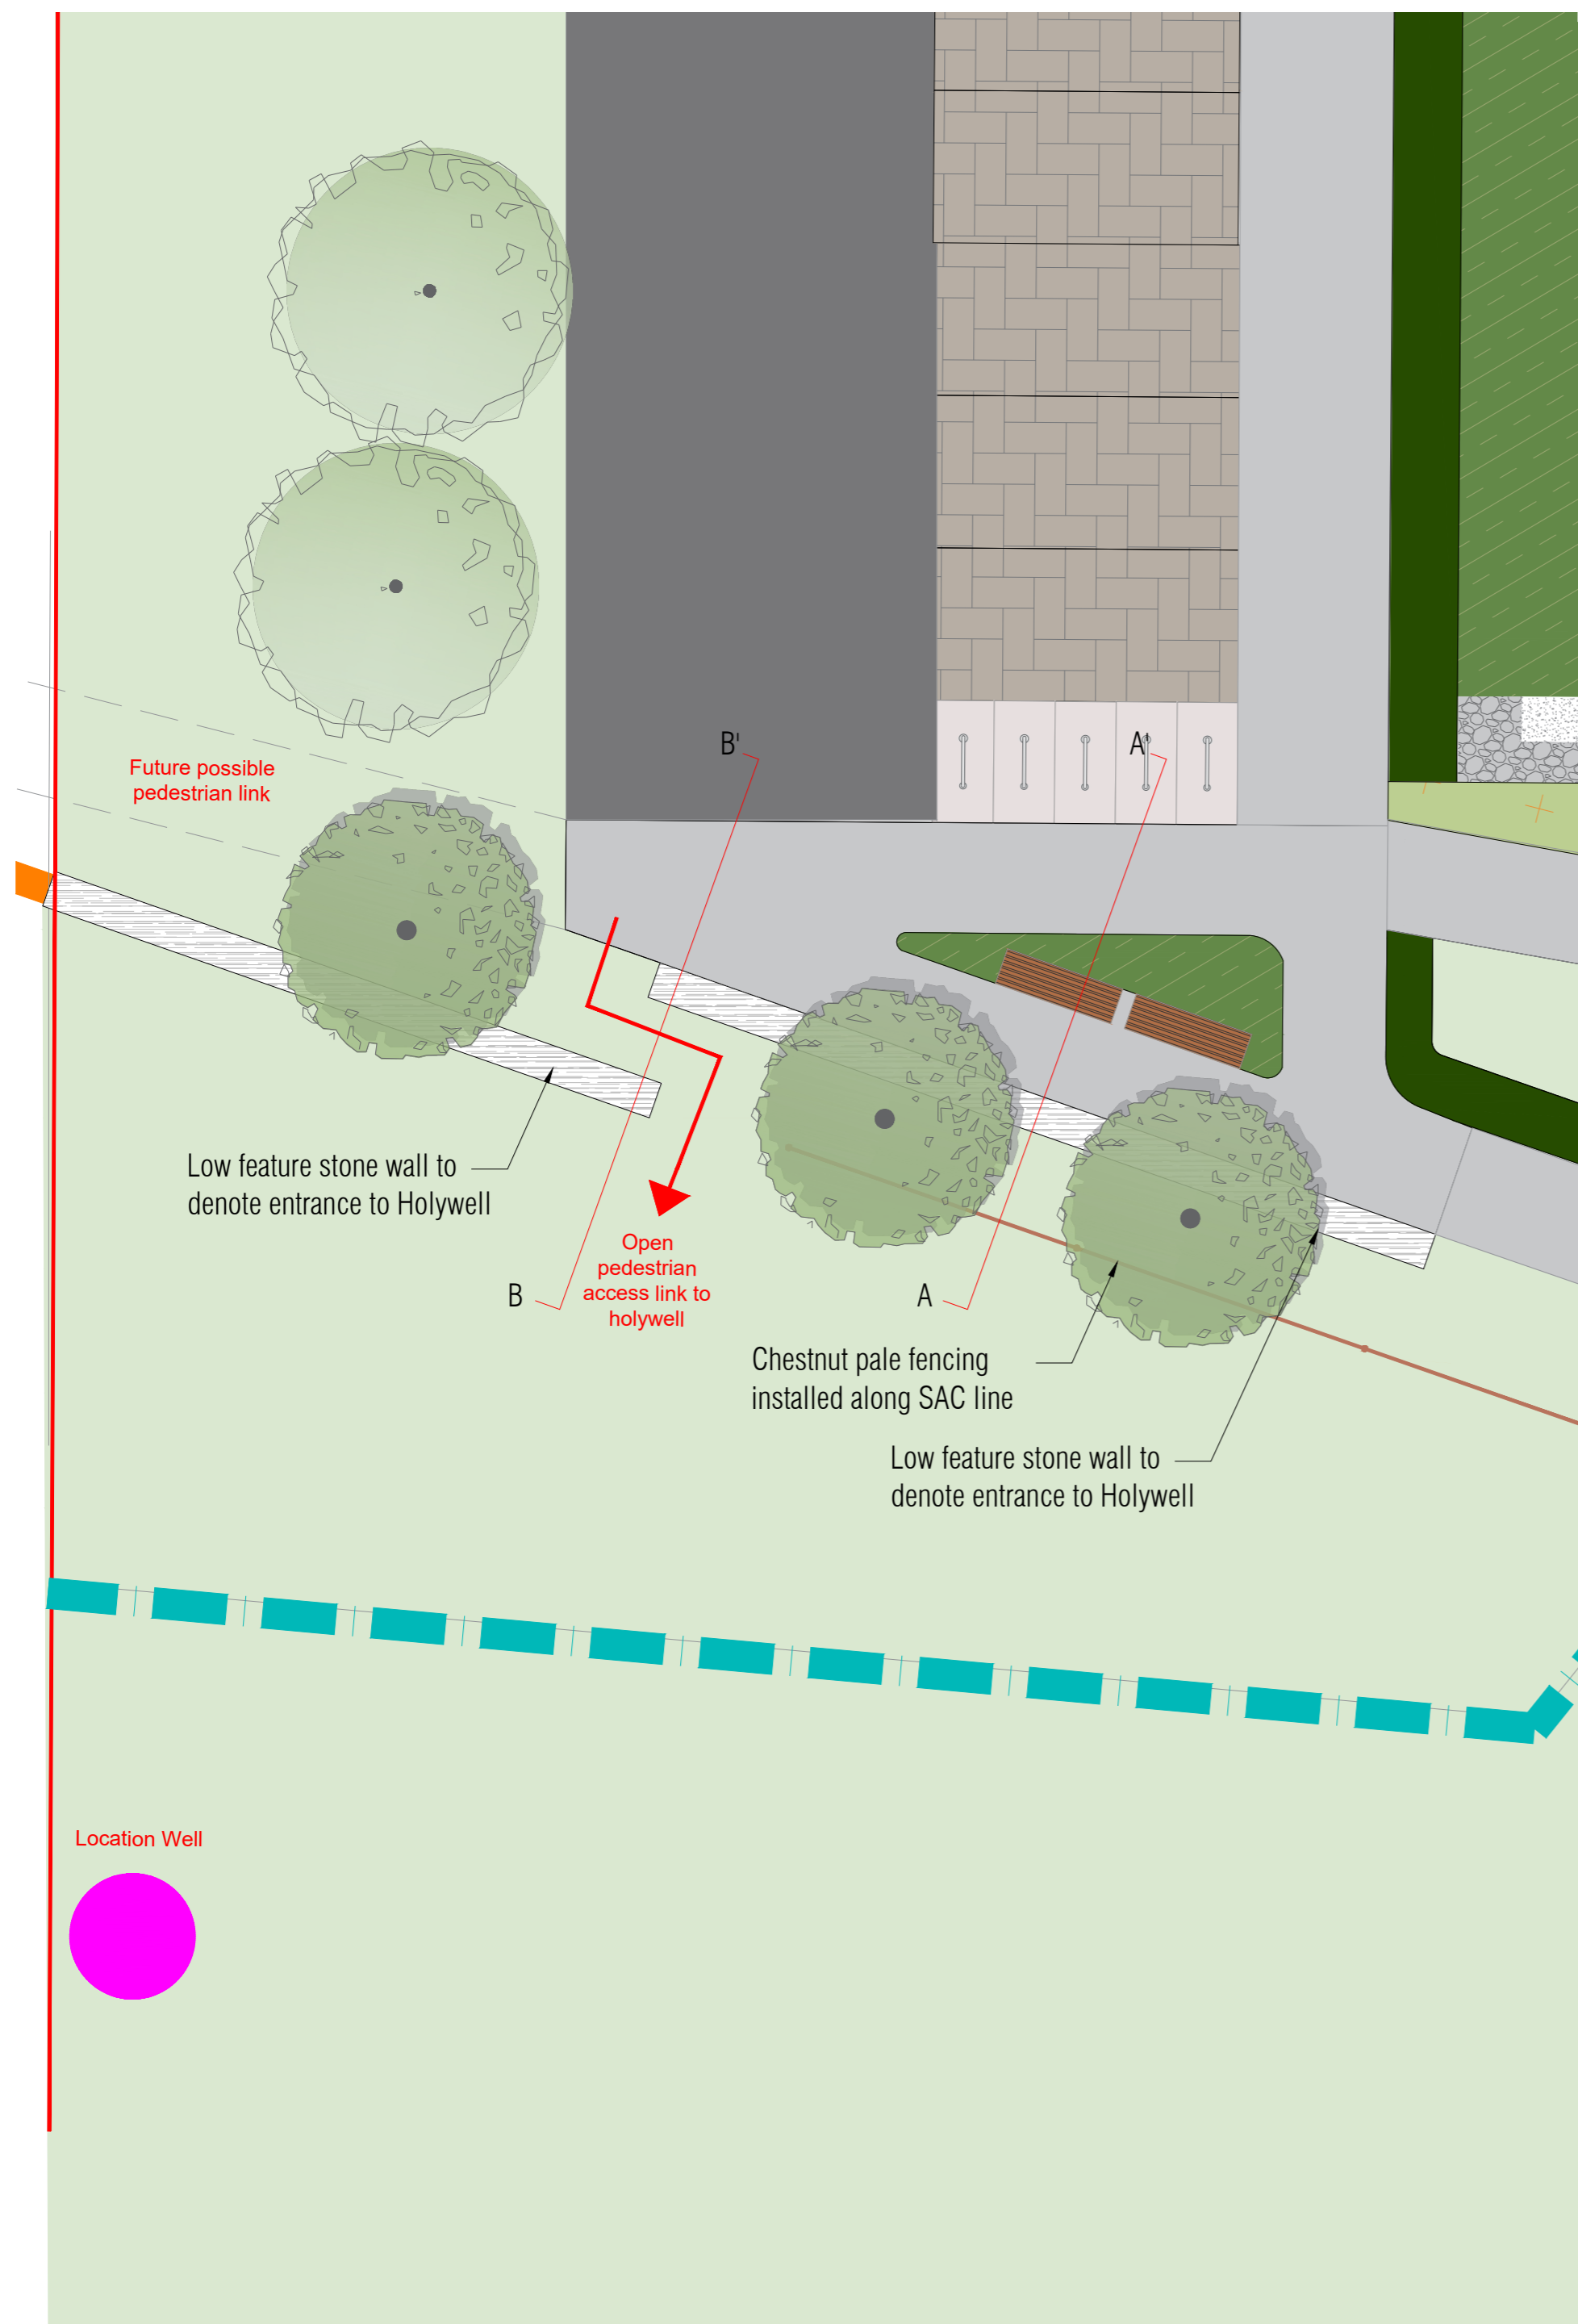 B'
A'
Future possible
pedestrian link
Low feature stone wall to
denote entrance to Holywell
Open
pedestrian
access link to
holywell
B
A
Chestnut pale fencing
installed along SAC line
Low feature stone wall to
denote entrance to Holywell
Location Well